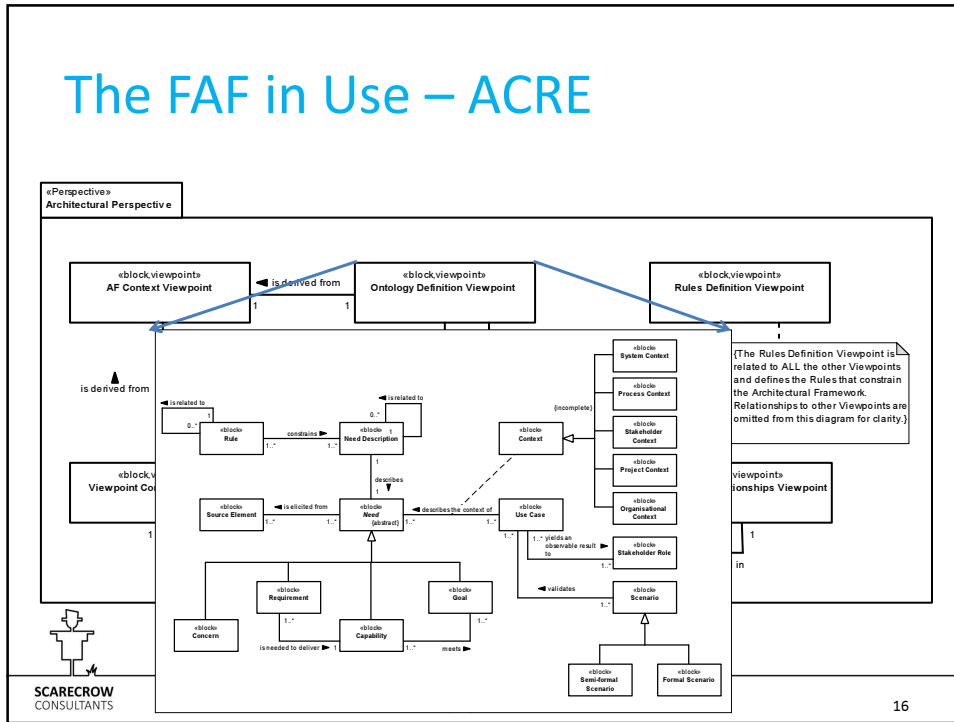 The FAF in Use – ACRE
«Perspective»
Architectural Perspective
«block,viewpoint»
AF Context Viewpoint
is derived from
1
1
«block,viewpoint»
Ontology Definition Viewpoint
«block,viewpoint»
Rules Definition Viewpoint
{The Rules Definition Viewpoint is
related to ALL the other Viewpoints
and defines the Rules that constrain
the Architectural Framework.
Relationships to other Viewpoints are
omitted from this diagram for clarity.}
is derived from
«block,v
Viewpoint Co
1
viewpoint»
ionships Viewpoint
1
in
is related to
1
0..*
«block»
Rule
constrains
1..*
1..*
is related to
0..*
1
«block»
Need Description
1
describes
1
«block»
Source Element
is elicited from
1..*
1..*
«block»
Need
{abstract}
describes the context of
1..*
1..*
«block»
Use Case
«block»
Context
{incomplete}
«block»
System Context
«block»
Process Context
«block»
Stakeholder
Context
«block»
Project Context
«block»
Organisational
Context
1..*
1..*
yields an
observable result
to
1..*
«block»
Stakeholder Role
validates
1..*
«block»
Scenario
«block»
Semi-formal
Scenario
«block»
Formal Scenario
«block»
Concern
«block»
Requirement
1..*
is needed to deliver
1
«block»
Capability
1..*
meets
1..*
«block»
Goal
SCARECROW
CONSULTANTS
16